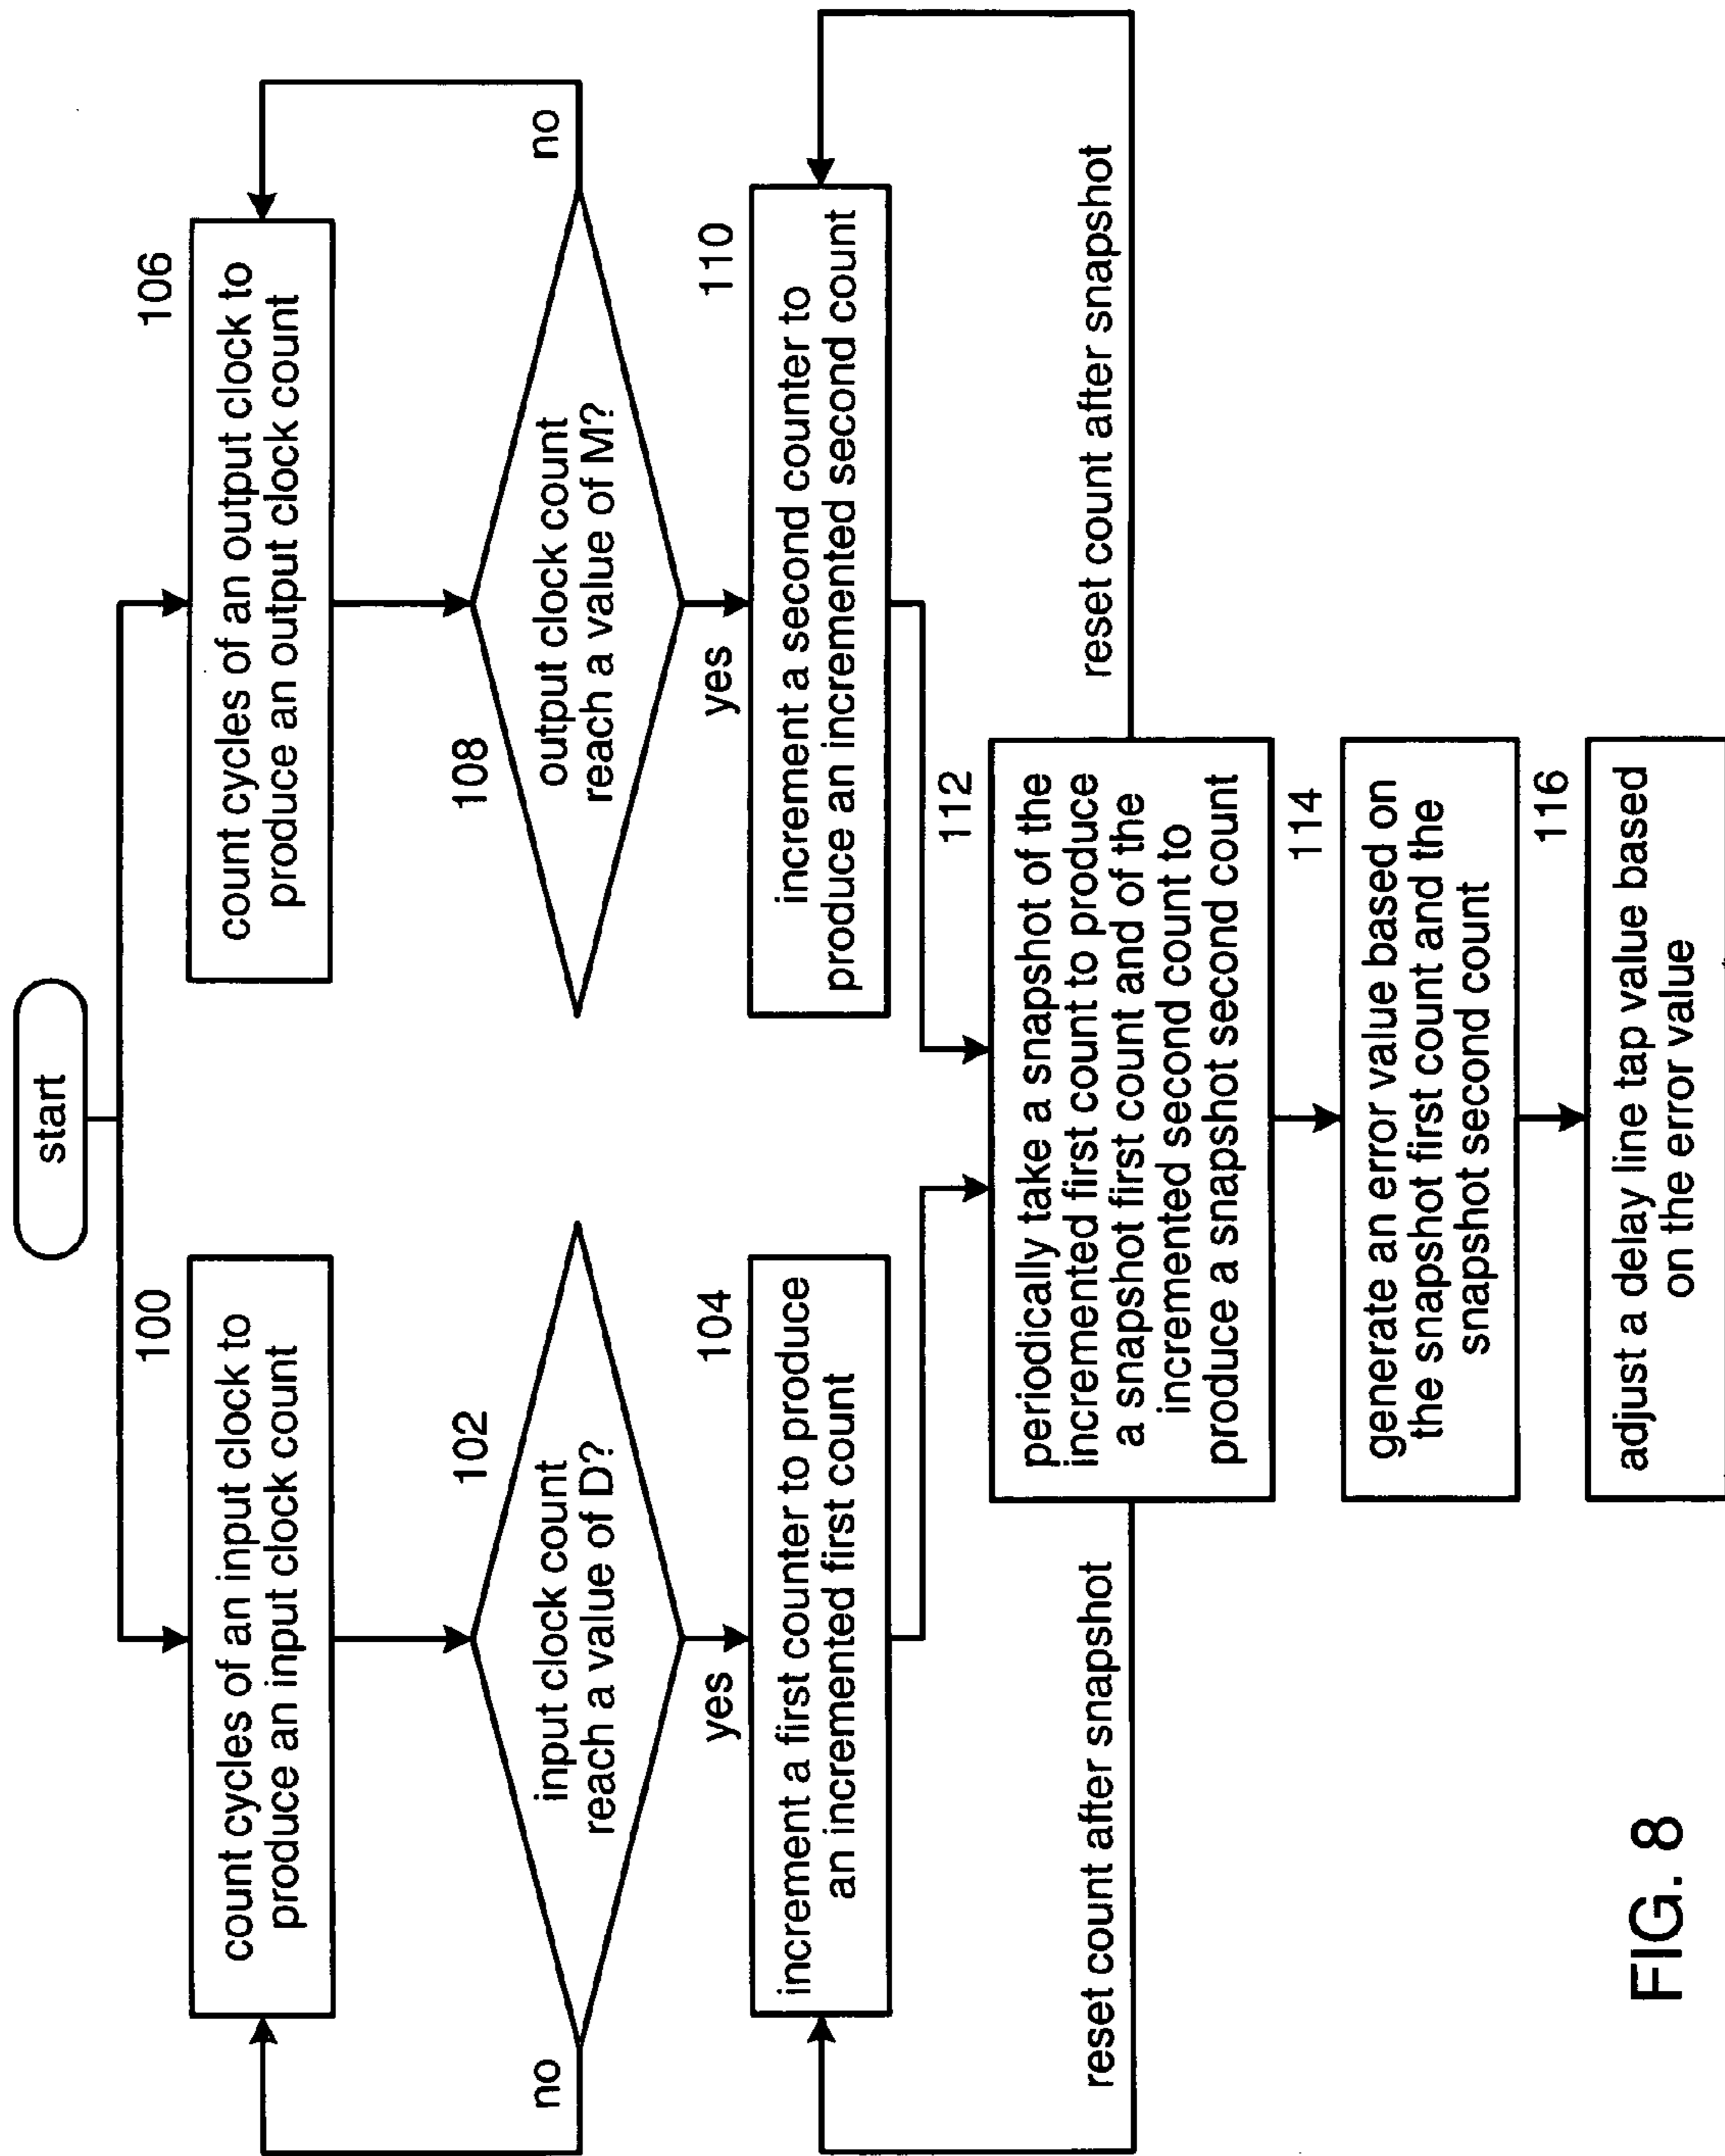 start
100
count cycles of an input clock to
produce an input clock count
102
input clock count
reach a value of D?
no
yes
104
increment a first counter to produce
an incremented first count
106
count cycles of an output clock to
produce an output clock count
108
output clock count
reach a value of M?
no
yes
110
increment a second counter to
produce an incremented second count
112
periodically take a snapshot of the
incremented first count to produce
a snapshot first count and of the
incremented second count to
produce a snapshot second count
reset count after snapshot
reset count after snapshot
114
generate an error value based on
the snapshot first count and the
snapshot second count
116
adjust a delay line tap value based
on the error value
FIG. 8